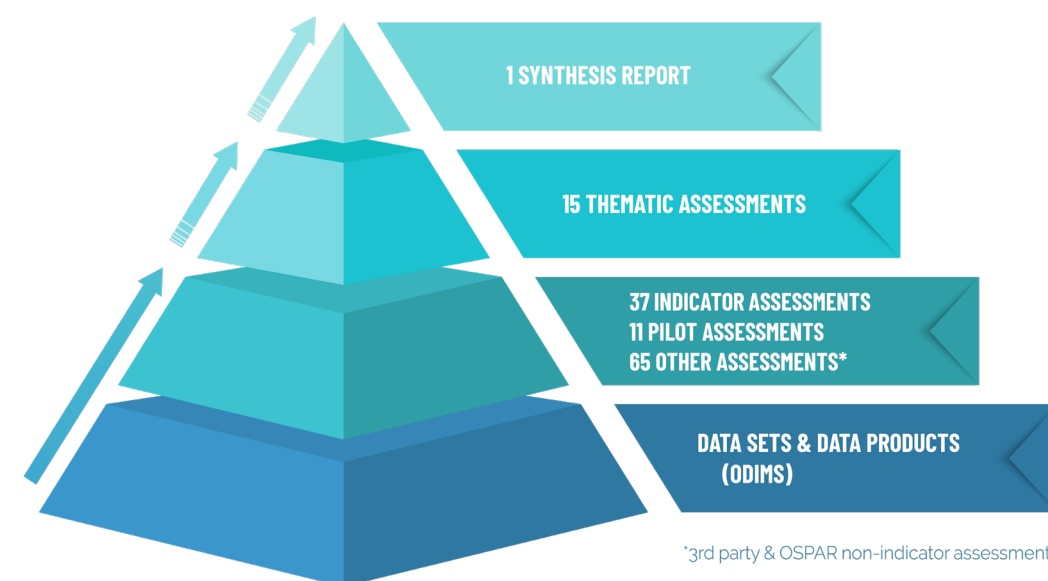 1 SYNTHESIS REPORT
15 THEMATIC ASSESSMENTS
37 INDICATOR ASSESSMENTS
11 PILOT ASSESSMENTS
65 OTHER ASSESSMENTS*
DATA SETS & DATA PRODUCTS
(ODIMS)
*3rd party & OSPAR non-indicator assessment